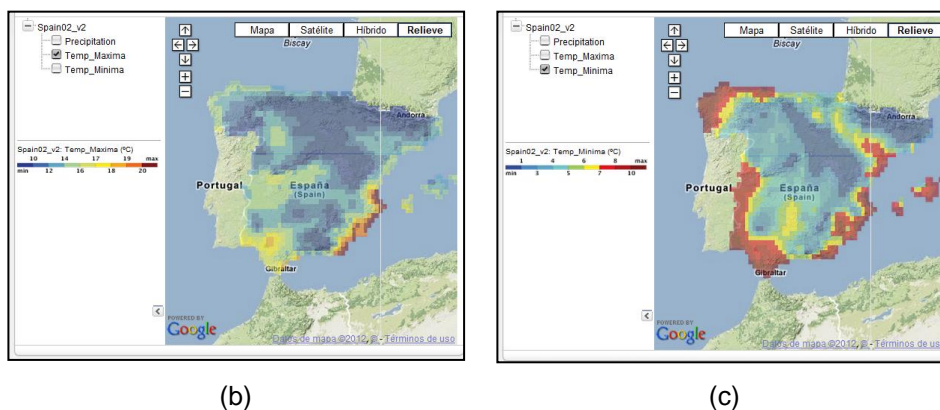 Spain02_v2
Precipitation
Temp_Maxima
Temp_Minima
Spain02_v2: Temp_Maxima (ºC)
10 14 17 19 max
min 12 16 18 20
Mapa Satélite Híbrido Relieve
Biscay
Andorra
Portugal
España
(Spain)
Gibraltar
POWERED BY
Google
Datos de mapa ©2012, - Términos de uso
(b)
Spain02_v2
Precipitation
Temp_Maxima
Temp_Minima
Spain02_v2: Temp_Minima (ºC)
1 4 6 8 max
min 3 5 7 10
Mapa Satélite Híbrido Relieve
Biscay
Andorra
Portugal
España
(Spain)
Gibraltar
POWERED BY
Google
Datos de mapa ©2012, - Términos de uso
(c)